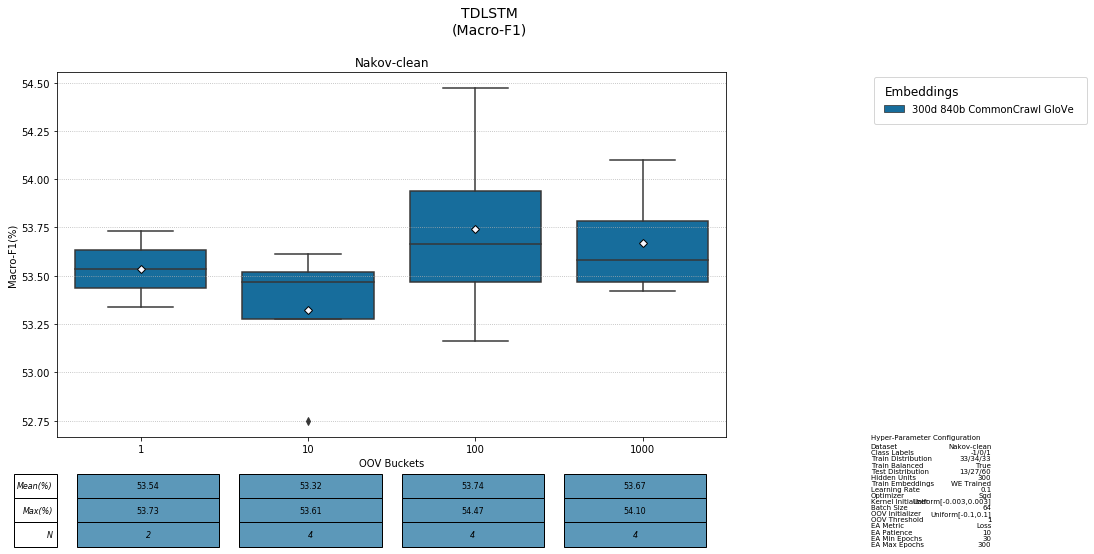 TDLSTM
(Macro-F1)
Nakov-clean
Embeddings
300d 840b CommonCrawl GloVe
Macro-F1(%)
54.50
54.25
54.00
53.75
53.50
53.25
53.00
52.75
1 10 100 1000
OOV Buckets
Mean(%) 53.54 53.32 53.74 53.67
Max(%) 53.73 53.61 54.47 54.10
N 2 4 4 4
Hyper-Parameter Configuration
Dataset Nakov-clean
Class Labels -1/0/1
Train Distribution 33/34/33
Train Balanced True
Test Distribution 13/27/60
Hidden Units 300
Train Embeddings WE Trained
Learning Rate 0.1
Optimizer Sgd
Kernel Initializer Uniform[-0.003,0.003]
Batch Size 64
OOV Initializer Uniform[-0.1,0.1]
OOV Threshold 1
EA Metric Loss
EA Patience 10
EA Min Epochs 30
EA Max Epochs 300